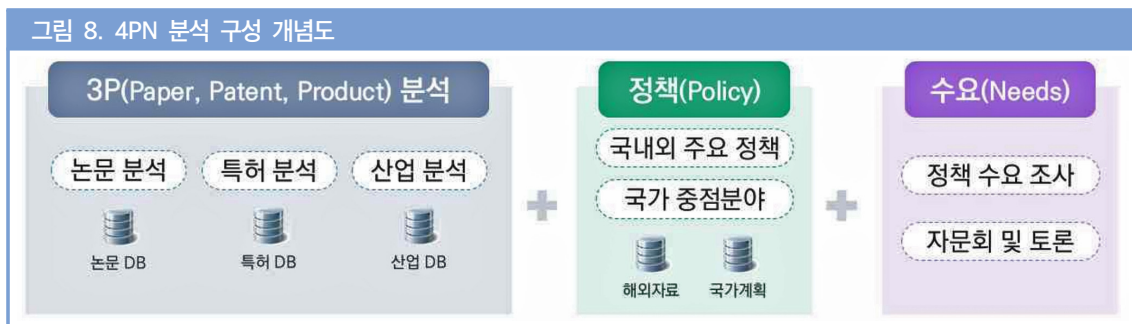 그림 8. 4PN 분석 구성 개념도
3P(Paper, Patent, Product) 분석
논문 분석
특허 분석
산업 분석
논문 DB
특허 DB
산업 DB
정책(Policy)
국내외 주요 정책
국가 중점분야
해외자료
국가계획
수요(Needs)
정책 수요 조사
자문회 및 토론